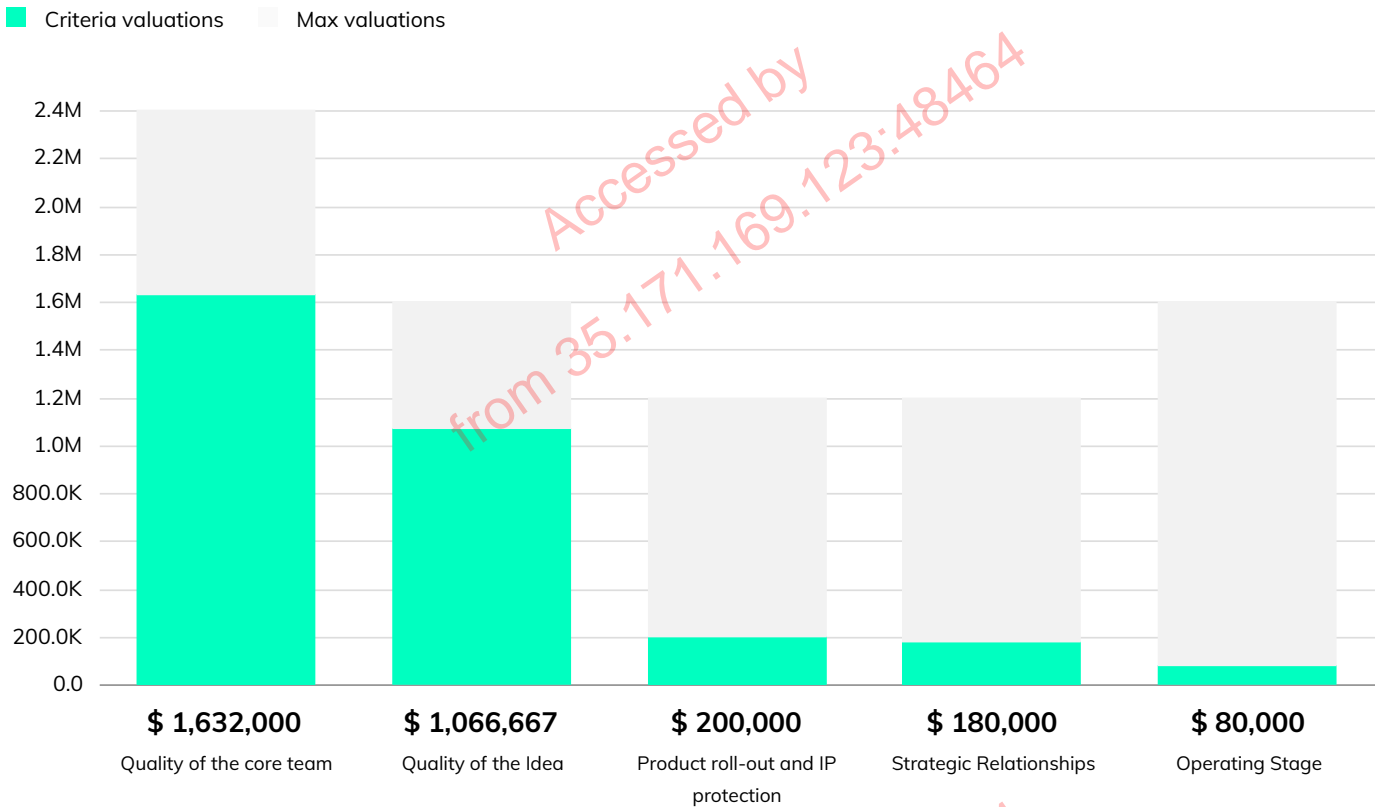 Criteria valuations Max valuations
Accessed by
from 35.171.169.123:48464
2.4M
2.2M
2.0M
1.8M
1.6M
1.4M
1.2M
1.0M
800.0K
600.0K
400.0K
200.0K
0.0
$ 1,632,000 $ 1,066,667 $ 200,000 $ 180,000 $ 80,000
Quality of the core team Quality of the Idea Product roll-out and IP Strategic Relationships Operating Stage
protection